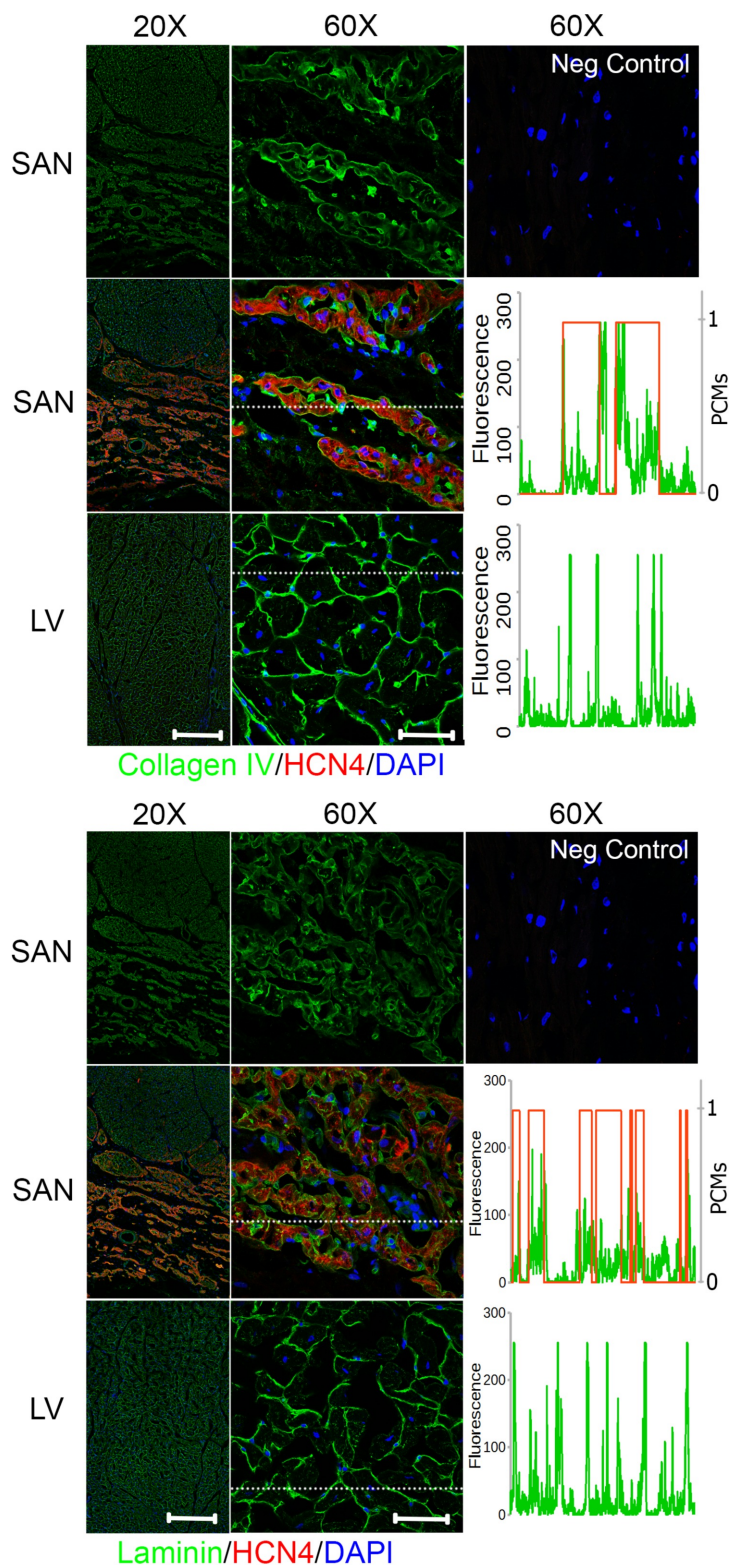 20X 60X 60X
SAN
Neg Control
SAN
Fluorescence
300
200
100
0
1
0
PCMs
LV
Fluorescence
300
200
100
0
Collagen IV/HCN4/DAPI
20X 60X 60X
SAN
Neg Control
SAN
Fluorescence
300
200
100
0
1
0
PCMs
LV
Fluorescence
300
200
100
0
Laminin/HCN4/DAPI